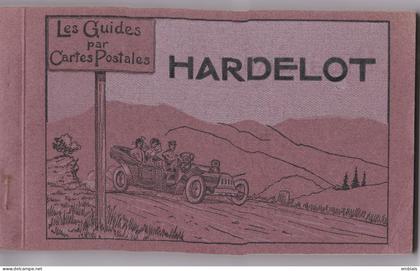 Les Guides
par
Cartes Postales
HARDELOT